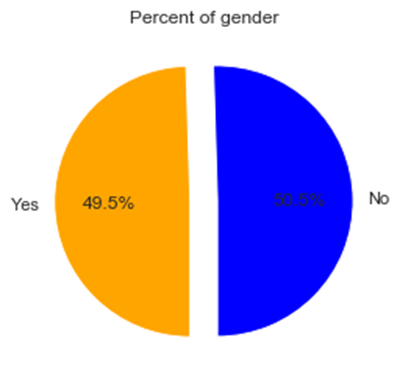 Percent of gender
Yes
49.5%
50.5%
No